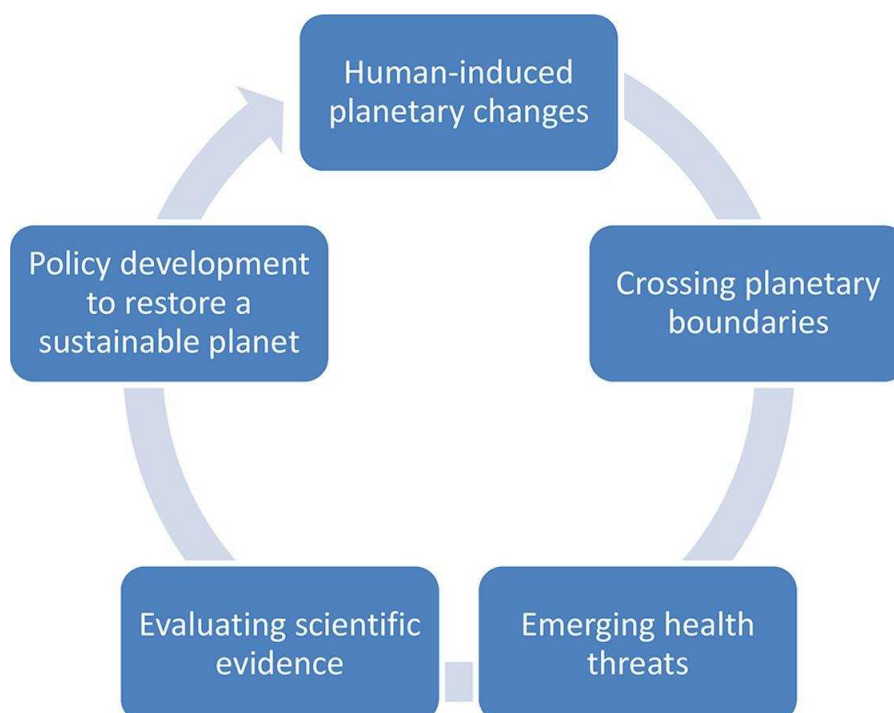 Human-induced
planetary changes
Crossing planetary
boundaries
Emerging health
threats
Evaluating scientific
evidence
Policy development
to restore a
sustainable planet